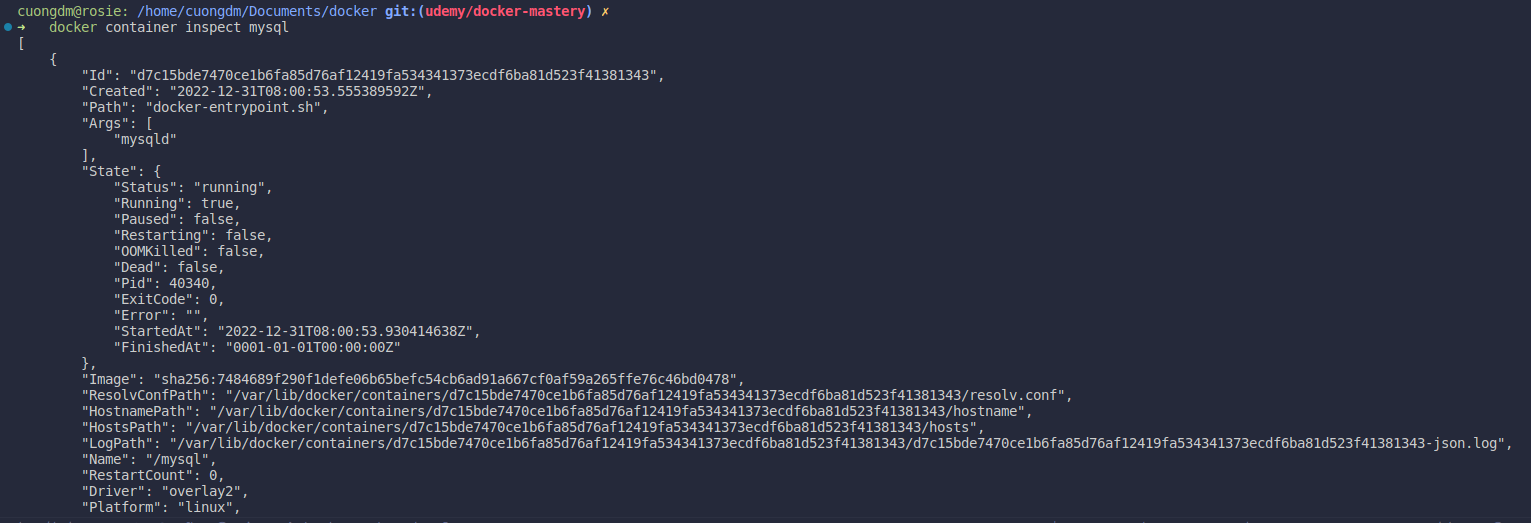 cuongdm@rosie: /home/cuongdm/Documents/docker git:(udemy/docker-mastery) ✗
➜   docker container inspect mysql
[
    {
        "Id": "d7c15bde7470ce1b6fa85d76af12419fa534341373ecdf6ba81d523f41381343",
        "Created": "2022-12-31T08:00:53.555389592Z",
        "Path": "docker-entrypoint.sh",
        "Args": [
            "mysqld"
        ],
        "State": {
            "Status": "running",
            "Running": true,
            "Paused": false,
            "Restarting": false,
            "OOMKilled": false,
            "Dead": false,
            "Pid": 40340,
            "ExitCode": 0,
            "Error": "",
            "StartedAt": "2022-12-31T08:00:53.930414638Z",
            "FinishedAt": "0001-01-01T00:00:00Z"
        },
        "Image": "sha256:7484689f290f1defe06b65befc54cb6ad91a667cf0af59a265ffe76c46bd0478",
        "ResolvConfPath": "/var/lib/docker/containers/d7c15bde7470ce1b6fa85d76af12419fa534341373ecdf6ba81d523f41381343/resolv.conf",
        "HostnamePath": "/var/lib/docker/containers/d7c15bde7470ce1b6fa85d76af12419fa534341373ecdf6ba81d523f41381343/hostname",
        "HostsPath": "/var/lib/docker/containers/d7c15bde7470ce1b6fa85d76af12419fa534341373ecdf6ba81d523f41381343/hosts",
        "LogPath": "/var/lib/docker/containers/d7c15bde7470ce1b6fa85d76af12419fa534341373ecdf6ba81d523f41381343/d7c15bde7470ce1b6fa85d76af12419fa534341373ecdf6ba81d523f41381343-json.log",
        "Name": "/mysql",
        "RestartCount": 0,
        "Driver": "overlay2",
        "Platform": "linux",